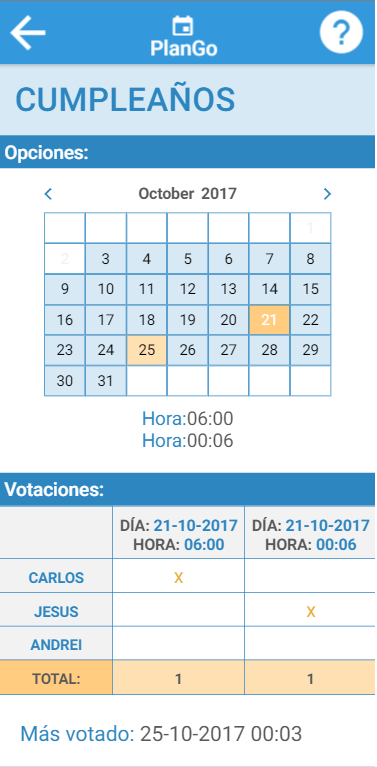 ?
PlanGo
CUMPLEAÑOS
Opciones:
October 2017
1
2 3 4 5 6 7 8
9 10 11 12 13 14 15
16 17 18 19 20 21 22
23 24 25 26 27 28 29
30 31
Hora:06:00
Hora:00:06
Votaciones:
DÍA: 21-10-2017 DÍA: 21-10-2017
HORA: 06:00 HORA: 00:06
CARLOS X
JESUS X
ANDREI
TOTAL: 1 1
Más votado: 25-10-2017 00:03